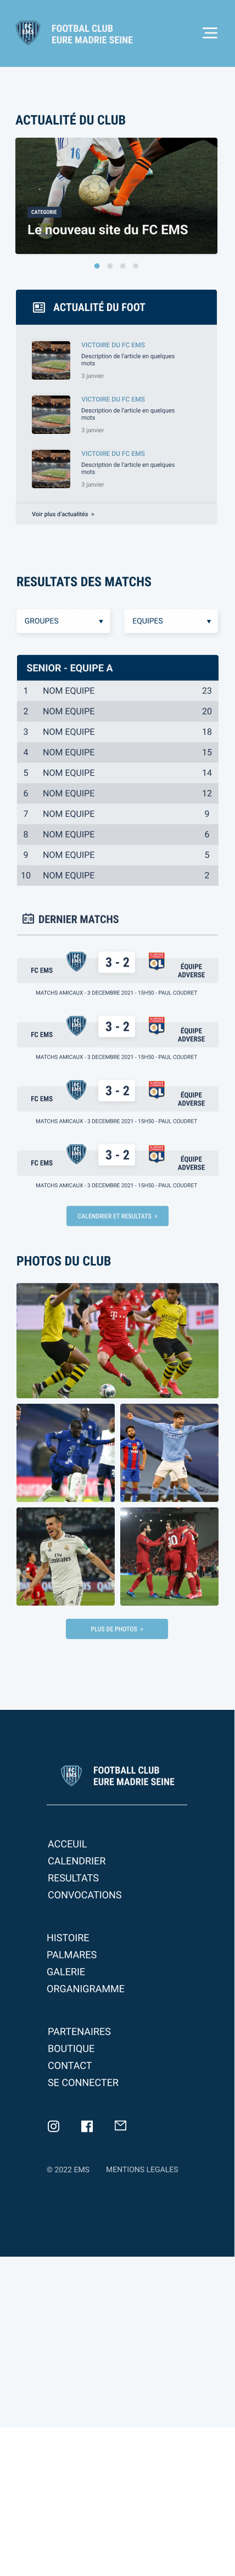 FOOTBAL CLUB
EURE MADRIE SEINE
ACTUALITÉ DU CLUB
CATEGORIE
Le nouveau site du FC EMS
ACTUALITÉ DU FOOT
VICTOIRE DU FC EMS
Description de l'article en quelques
mots
3 janvier
VICTOIRE DU FC EMS
Description de l'article en quelques
mots
3 janvier
VICTOIRE DU FC EMS
Description de l'article en quelques
mots
3 janvier
Voir plus d'actualités >
RESULTATS DES MATCHS
GROUPES ▼ EQUIPES ▼
SENIOR - EQUIPE A
1 NOM EQUIPE 23
2 NOM EQUIPE 20
3 NOM EQUIPE 18
4 NOM EQUIPE 15
5 NOM EQUIPE 14
6 NOM EQUIPE 12
7 NOM EQUIPE 9
8 NOM EQUIPE 6
9 NOM EQUIPE 5
10 NOM EQUIPE 2
DERNIER MATCHS
FC EMS 3 - 2 ÉQUIPE
ADVERSE
MATCHS AMICAUX - 3 DECEMBRE 2021 - 15H50 - PAUL COUDRET
FC EMS 3 - 2 ÉQUIPE
ADVERSE
MATCHS AMICAUX - 3 DECEMBRE 2021 - 15H50 - PAUL COUDRET
FC EMS 3 - 2 ÉQUIPE
ADVERSE
MATCHS AMICAUX - 3 DECEMBRE 2021 - 15H50 - PAUL COUDRET
FC EMS 3 - 2 ÉQUIPE
ADVERSE
MATCHS AMICAUX - 3 DECEMBRE 2021 - 15H50 - PAUL COUDRET
CALENDRIER ET RESULTATS >
PHOTOS DU CLUB
PLUS DE PHOTOS >
FOOTBALL CLUB
EURE MADRIE SEINE
ACCEUIL
CALENDRIER
RESULTATS
CONVOCATIONS
HISTOIRE
PALMARES
GALERIE
ORGANIGRAMME
PARTENAIRES
BOUTIQUE
CONTACT
SE CONNECTER
© 2022 EMS MENTIONS LEGALES